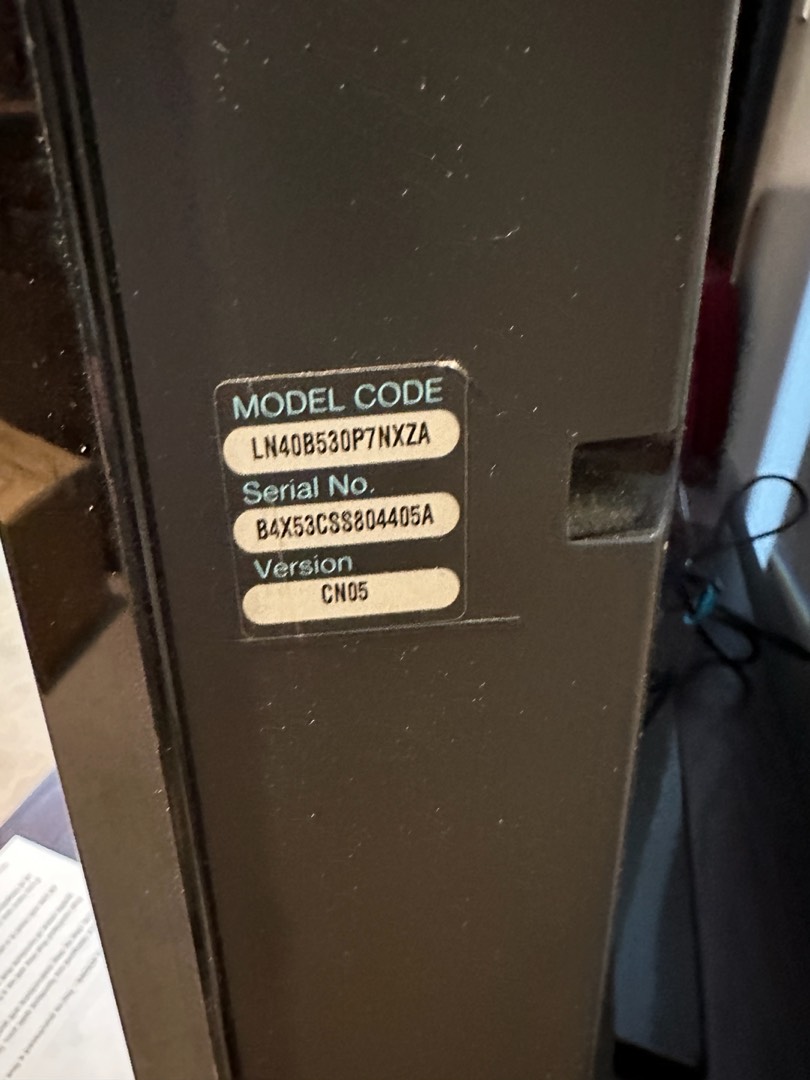 MODEL CODE
LN40B530P7NXZA
Serial No.
B4X53CSS804405A
Version
CN05